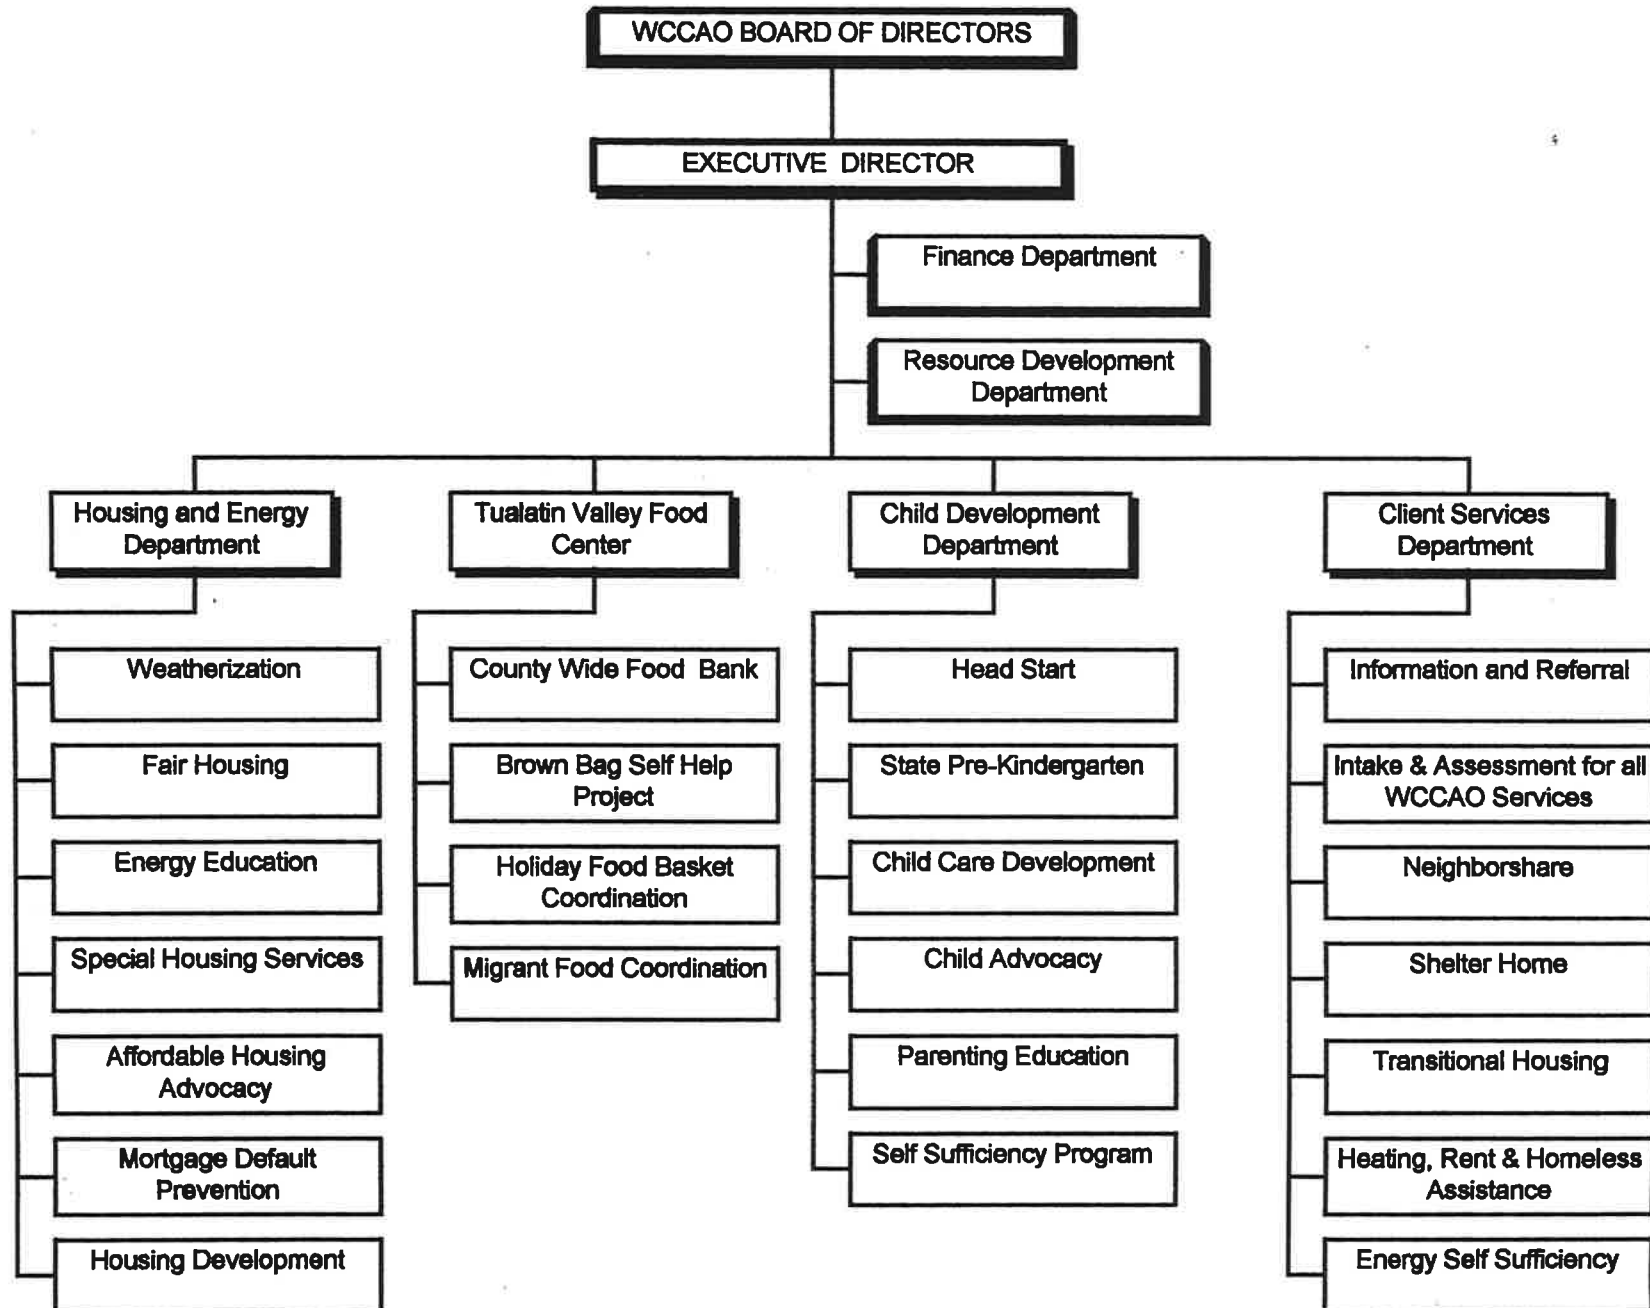 WCCAO BOARD OF DIRECTORS
EXECUTIVE DIRECTOR
Finance Department
Resource Development
Department
Housing and Energy
Department
Tualatin Valley Food
Center
Child Development
Department
Client Services
Department
Weatherization
Fair Housing
Energy Education
Special Housing Services
Affordable Housing
Advocacy
Mortgage Default
Prevention
Housing Development
County Wide Food Bank
Brown Bag Self Help
Project
Holiday Food Basket
Coordination
Migrant Food Coordination
Head Start
State Pre-Kindergarten
Child Care Development
Child Advocacy
Parenting Education
Self Sufficiency Program
Information and Referral
Intake & Assessment for all
WCCAO Services
Neighborshare
Shelter Home
Transitional Housing
Heating, Rent & Homeless
Assistance
Energy Self Sufficiency